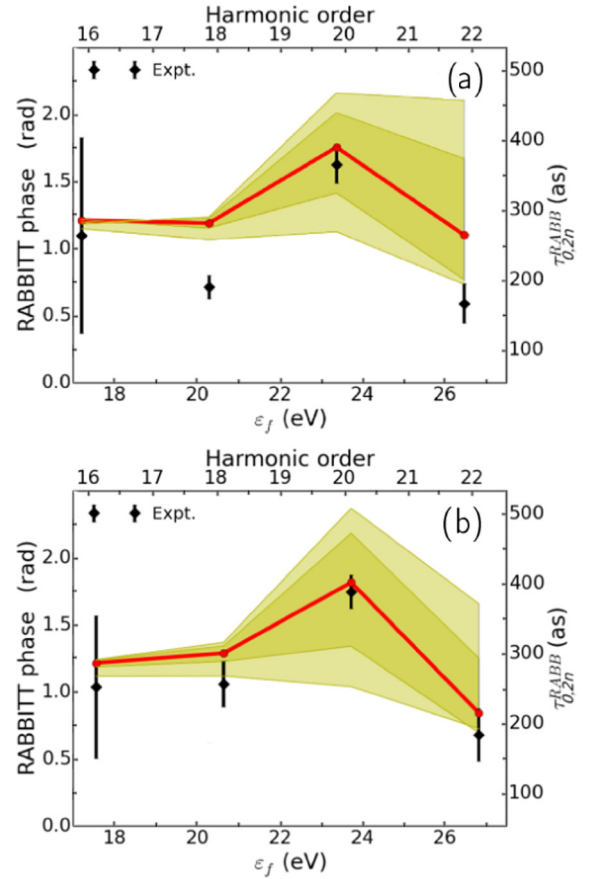 Harmonic order
16 17 18 19 20 21 22
Expt.
(a)
RABBITT phase (rad)
2.0
1.5
1.0
0.5
0.0
500
400
300
200
100
τ^{RABB}_{0,2n} (as)
18 20 22 24 26
ε_f (eV)
Harmonic order
16 17 18 19 20 21 22
Expt.
(b)
RABBITT phase (rad)
2.0
1.5
1.0
0.5
0.0
500
400
300
200
100
τ^{RABB}_{0,2n} (as)
18 20 22 24 26
ε_f (eV)